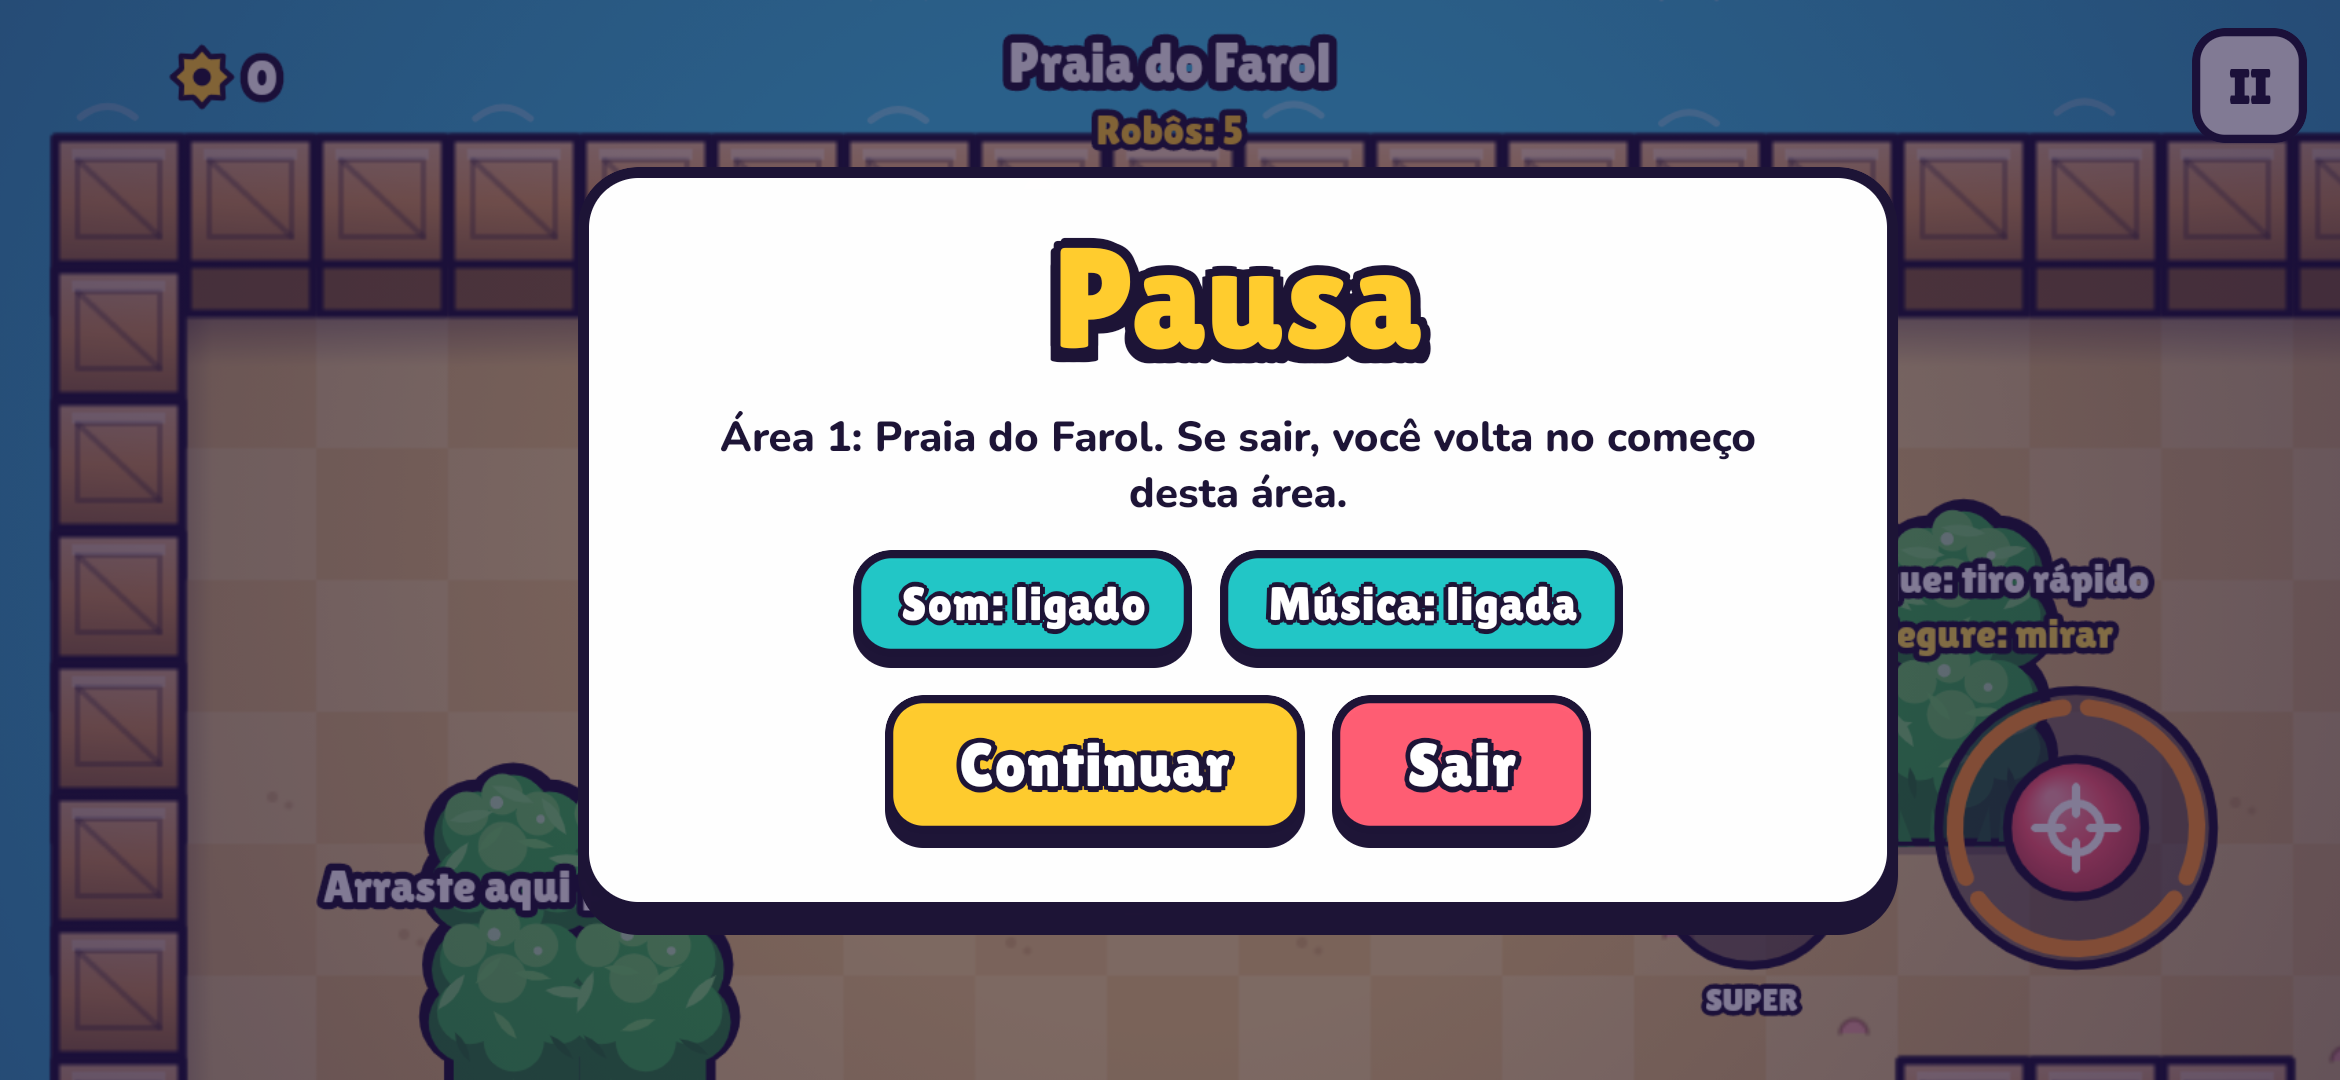 0
Praia do Farol
Robôs: 5
II
Pausa
Área 1: Praia do Farol. Se sair, você volta no começo
desta área.
Som: ligado
Música: ligada
ue: tiro rápido
egure: mirar
Continuar
Sair
Arraste aqui
SUPER